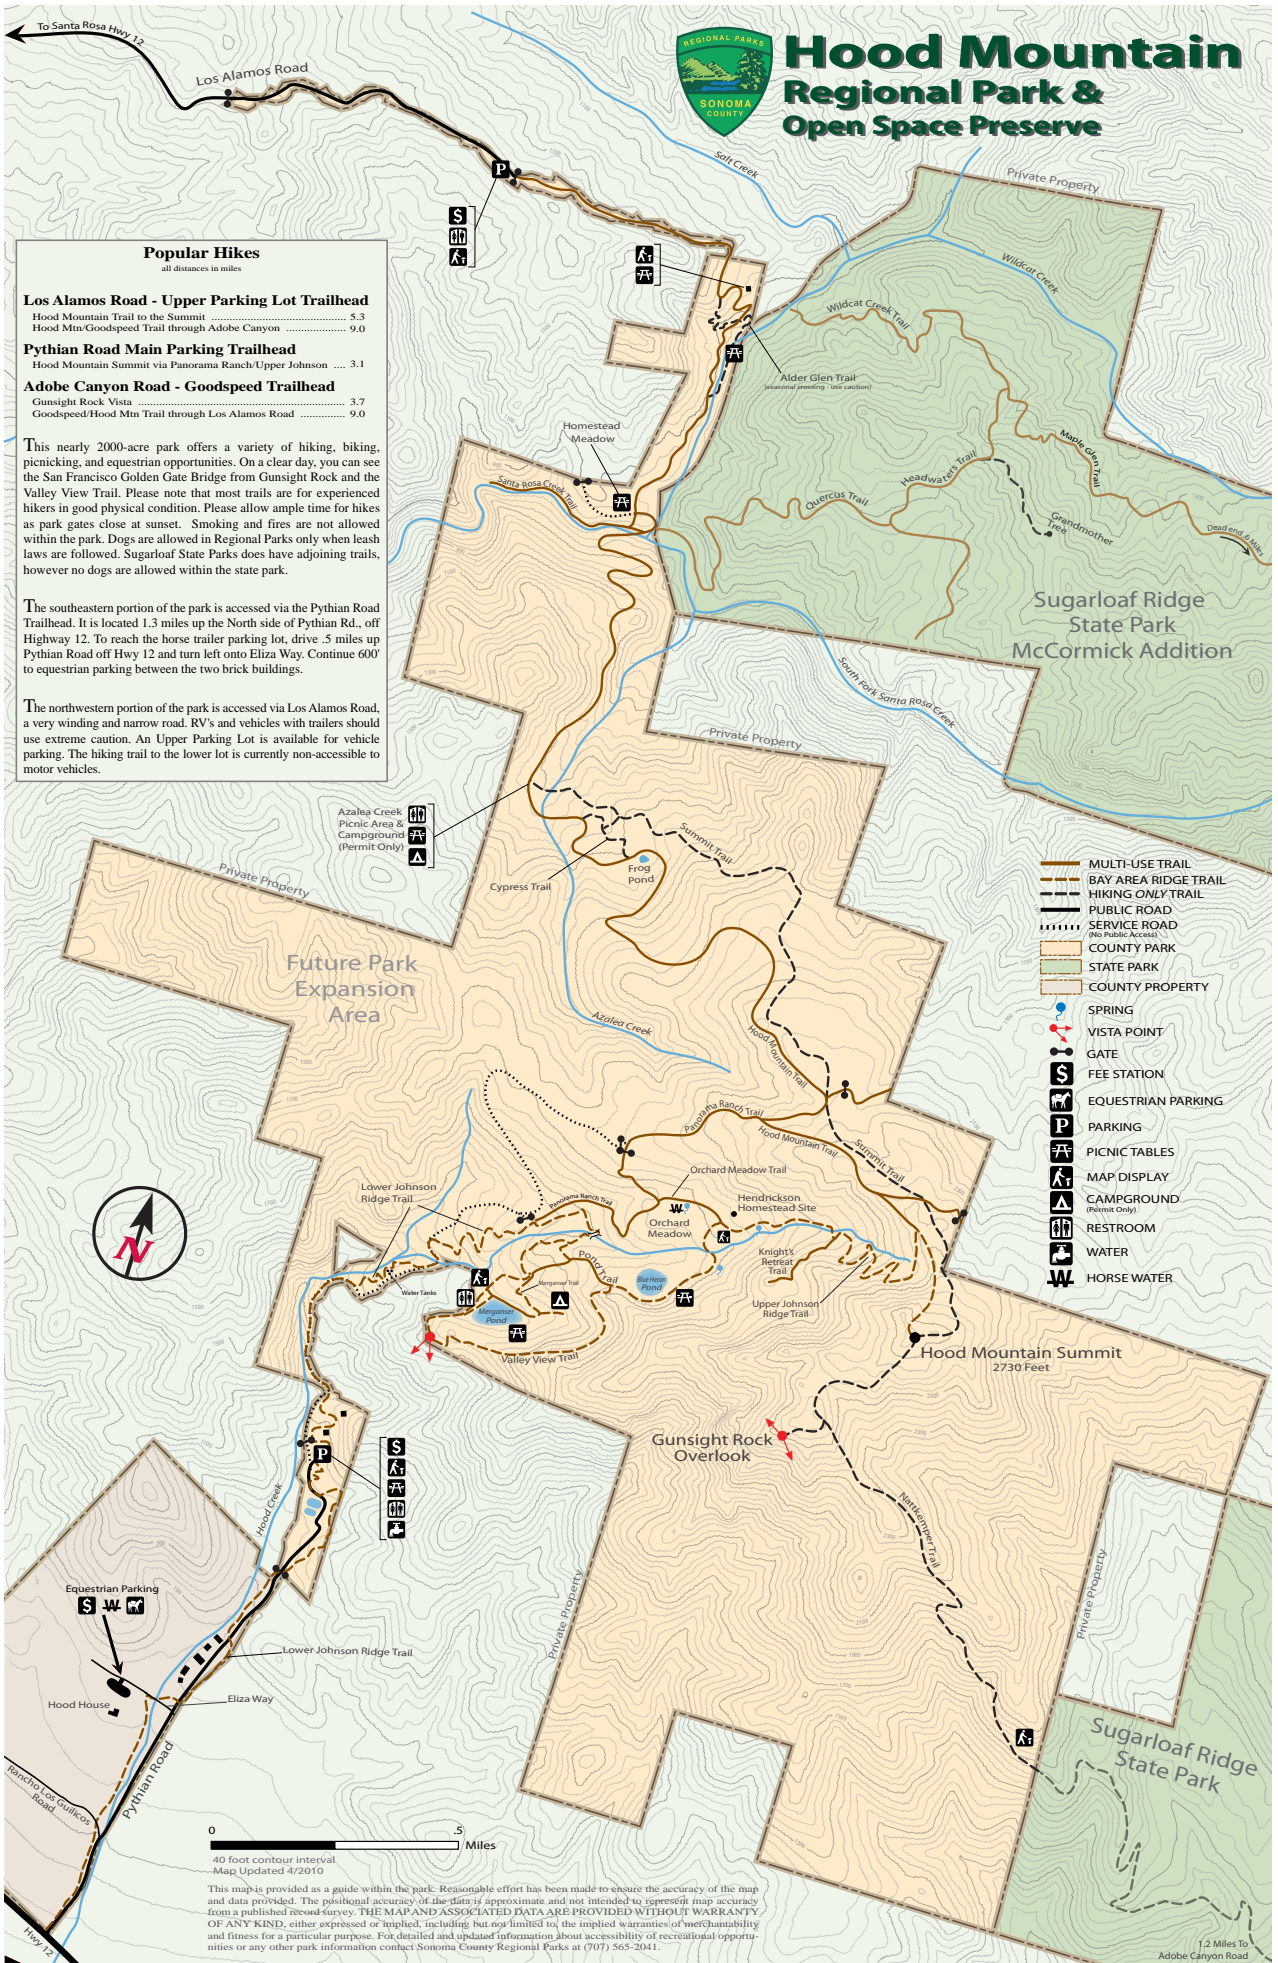 To Santa Rosa Hwy 12
Los Alamos Road
REGIONAL PARKS
SONOMA
COUNTY
Hood Mountain
Regional Park &
Open Space Preserve
Salt Creek
Private Property
Wildcat Creek
Wildcat Creek Trail
P
$
Popular Hikes
all distances in miles
Los Alamos Road - Upper Parking Lot Trailhead
Hood Mountain Trail to the Summit ............ 5.3
Hood Mtn/Goodspeed Trail through Adobe Canyon ............ 9.0
Pythian Road Main Parking Trailhead
Hood Mountain Summit via Panorama Ranch/Upper Johnson .... 3.1
Adobe Canyon Road - Goodspeed Trailhead
Gunsight Rock Vista ............ 3.7
Goodspeed/Hood Mtn Trail through Los Alamos Road ............ 9.0
This nearly 2000-acre park offers a variety of hiking, biking,
picnicking, and equestrian opportunities. On a clear day, you can see
the San Francisco Golden Gate Bridge from Gunsight Rock and the
Valley View Trail. Please note that most trails are for experienced
hikers in good physical condition. Please allow ample time for hikes
as park gates close at sunset. Smoking and fires are not allowed
within the park. Dogs are allowed in Regional Parks only when leash
laws are followed. Sugarloaf State Parks does have adjoining trails,
however no dogs are allowed within the state park.
The southeastern portion of the park is accessed via the Pythian Road
Trailhead. It is located 1.3 miles up the North side of Pythian Rd., off
Highway 12. To reach the horse trailer parking lot, drive .5 miles up
Pythian Road off Hwy 12 and turn left onto Eliza Way. Continue 600'
to equestrian parking between the two brick buildings.
The northwestern portion of the park is accessed via Los Alamos Road,
a very winding and narrow road. RV's and vehicles with trailers should
use extreme caution. An Upper Parking Lot is available for vehicle
parking. The hiking trail to the lower lot is currently non-accessible to
motor vehicles.
Alder Glen Trail
(seasonal crossing - use caution)
Homestead
Meadow
Santa Rosa Creek Trail
Quercus Trail
Headwaters Trail
Maple Glen Trail
Grandmother
Tree
Dead end .6 Miles
Sugarloaf Ridge
State Park
McCormick Addition
South Fork Santa Rosa Creek
Private Property
Azalea Creek
Picnic Area &
Campground
(Permit Only)
Summit Trail
Frog
Pond
Cypress Trail
Private Property
Future Park
Expansion
Area
Azalea Creek
Hood Mountain Trail
MULTI-USE TRAIL
BAY AREA RIDGE TRAIL
HIKING ONLY TRAIL
PUBLIC ROAD
SERVICE ROAD
(No Public Access)
COUNTY PARK
STATE PARK
COUNTY PROPERTY
SPRING
VISTA POINT
GATE
$ FEE STATION
EQUESTRIAN PARKING
P PARKING
PICNIC TABLES
MAP DISPLAY
CAMPGROUND
(Permit Only)
RESTROOM
WATER
W HORSE WATER
Panorama Ranch Trail
Hood Mountain Trail
Summit Trail
Orchard Meadow Trail
Lower Johnson
Ridge Trail
Panorama Ranch Trail
W
Orchard
Meadow
Hendrickson
Homestead Site
Knight's
Retreat
Trail
Upper Johnson
Ridge Trail
Pond Trail
Merganser Trail
Blue Heron
Pond
Water Tanks
Merganser
Pond
Valley View Trail
N
Hood Mountain Summit
2730 Feet
Gunsight Rock
Overlook
Nattkemper Trail
P
$
Hood Creek
Private Property
Private Property
Equestrian Parking
$ W
Lower Johnson Ridge Trail
Eliza Way
Hood House
Pythian Road
Rancho Los Guilicos
Road
Hwy 12
Sugarloaf Ridge
State Park
0 .5 Miles
40 foot contour interval
Map Updated 4/2010
This map is provided as a guide within the park. Reasonable effort has been made to ensure the accuracy of the map
and data provided. The positional accuracy of the data is approximate and not intended to represent map accuracy
from a published record survey. THE MAP AND ASSOCIATED DATA ARE PROVIDED WITHOUT WARRANTY
OF ANY KIND, either expressed or implied, including but not limited to, the implied warranties of merchantability
and fitness for a particular purpose. For detailed and updated information about accessibility of recreational opportu-
nities or any other park information contact Sonoma County Regional Parks at (707) 565-2041.
1.2 Miles To
Adobe Canyon Road